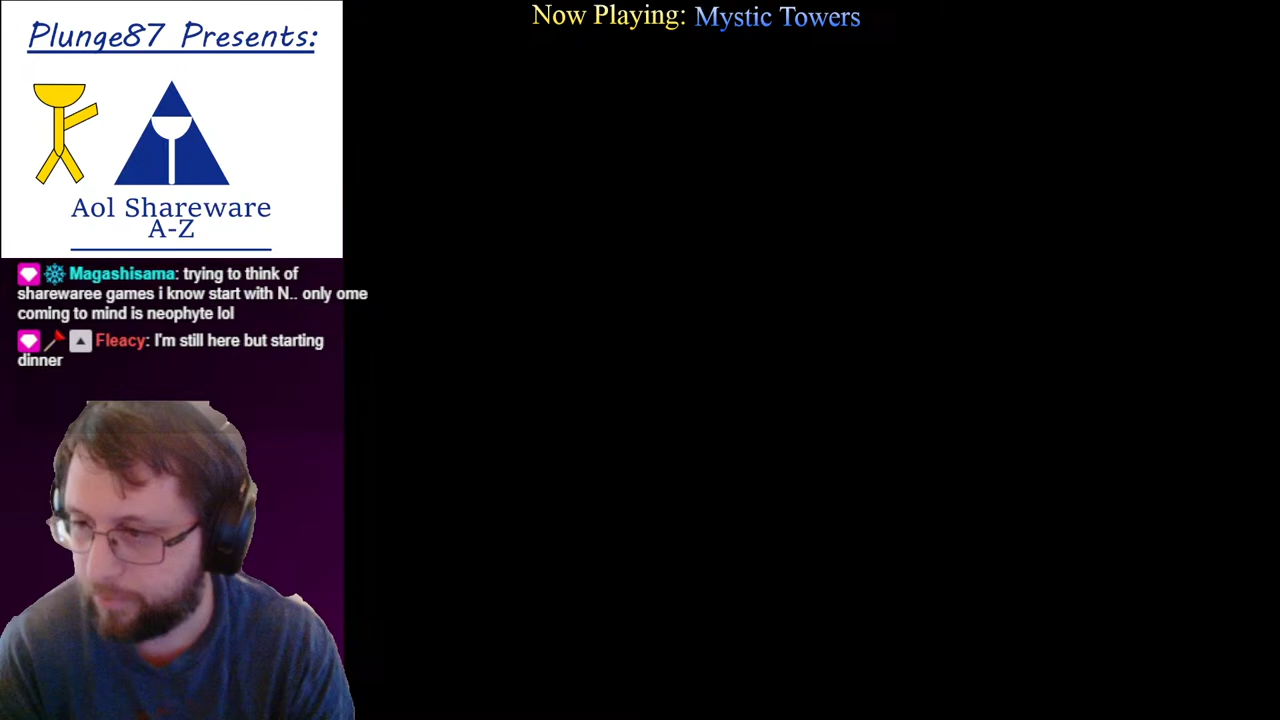 Plunge87 Presents:
Now Playing: Mystic Towers
Aol Shareware
A-Z
Magashisama: trying to think of
sharewaree games i know start with N.. only ome
coming to mind is neophyte lol
Fleacy: I'm still here but starting
dinner